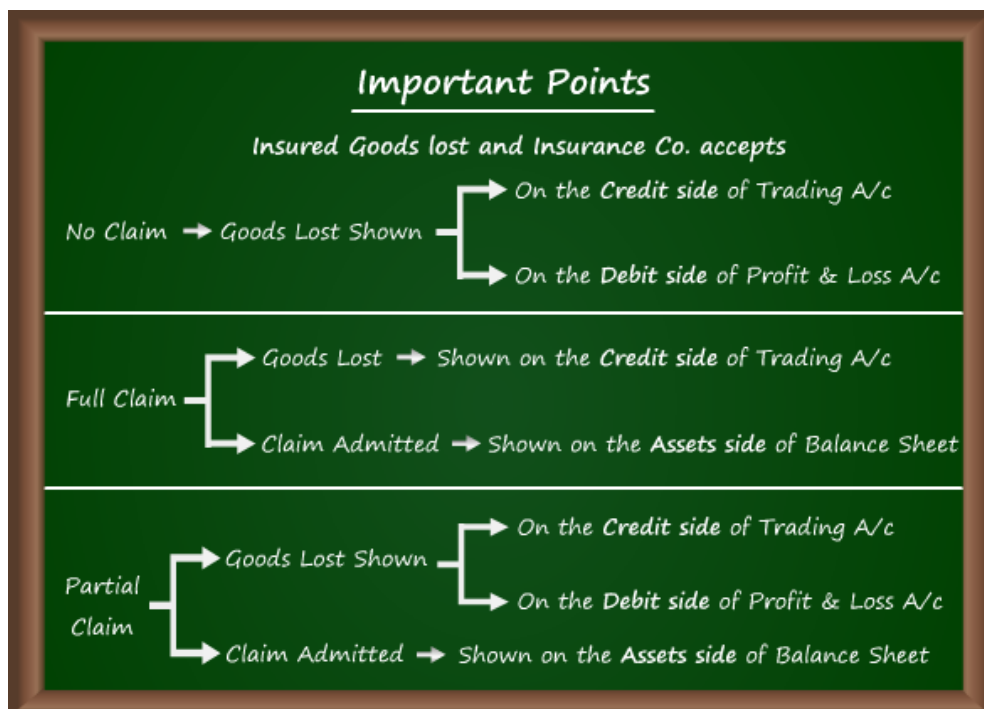 Important Points
Insured Goods lost and Insurance Co. accepts
On the Credit side of Trading A/c
No Claim → Goods Lost Shown
On the Debit side of Profit & Loss A/c
Goods Lost → Shown on the Credit side of Trading A/c
Full Claim
Claim Admitted → Shown on the Assets side of Balance Sheet
On the Credit side of Trading A/c
Goods Lost Shown
Partial
Claim
On the Debit side of Profit & Loss A/c
Claim Admitted → Shown on the Assets side of Balance Sheet